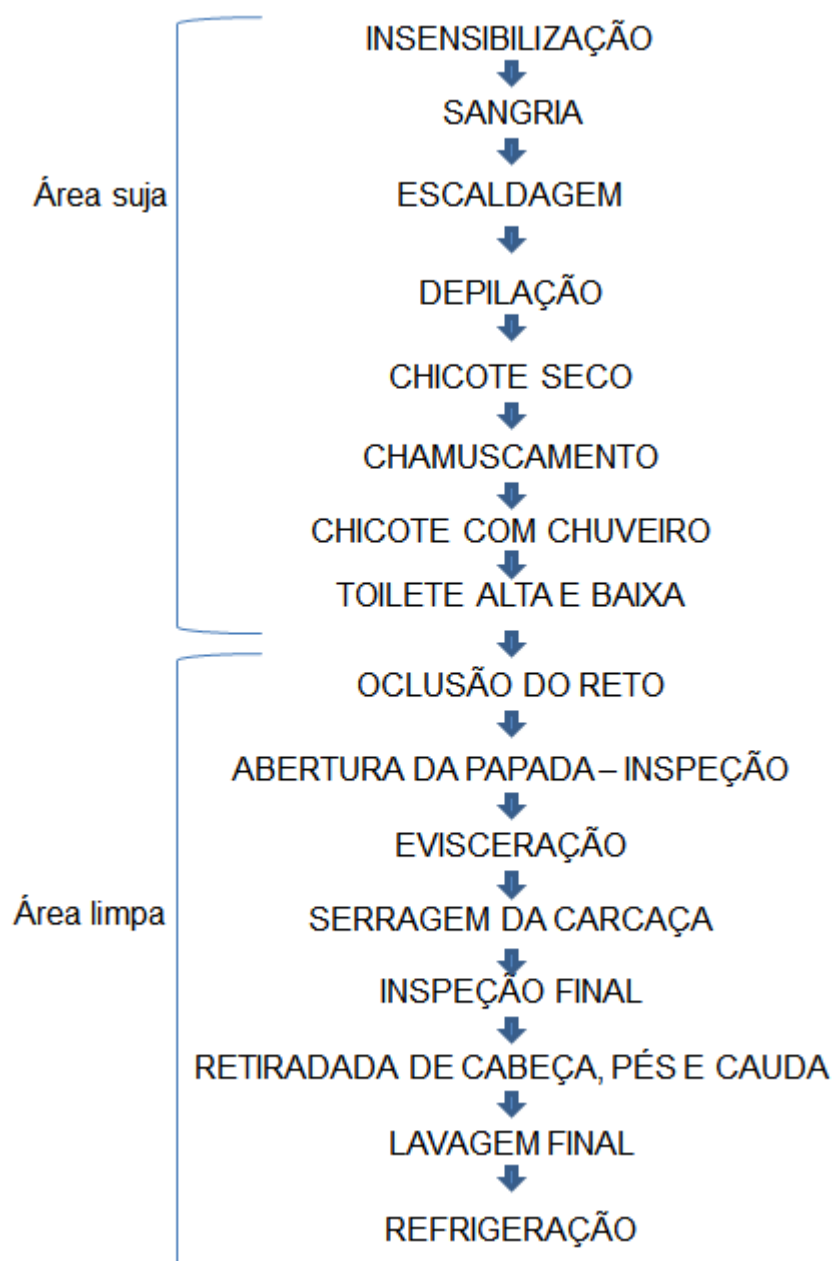 INSENSIBILIZAÇÃO
SANGRIA
Área suja
ESCALDAGEM
DEPILAÇÃO
CHICOTE SECO
CHAMUSCAMENTO
CHICOTE COM CHUVEIRO
TOILETE ALTA E BAIXA
OCLUSÃO DO RETO
ABERTURA DA PAPADA – INSPEÇÃO
EVISCERAÇÃO
Área limpa
SERRAGEM DA CARCAÇA
INSPEÇÃO FINAL
RETIRADADA DE CABEÇA, PÉS E CAUDA
LAVAGEM FINAL
REFRIGERAÇÃO